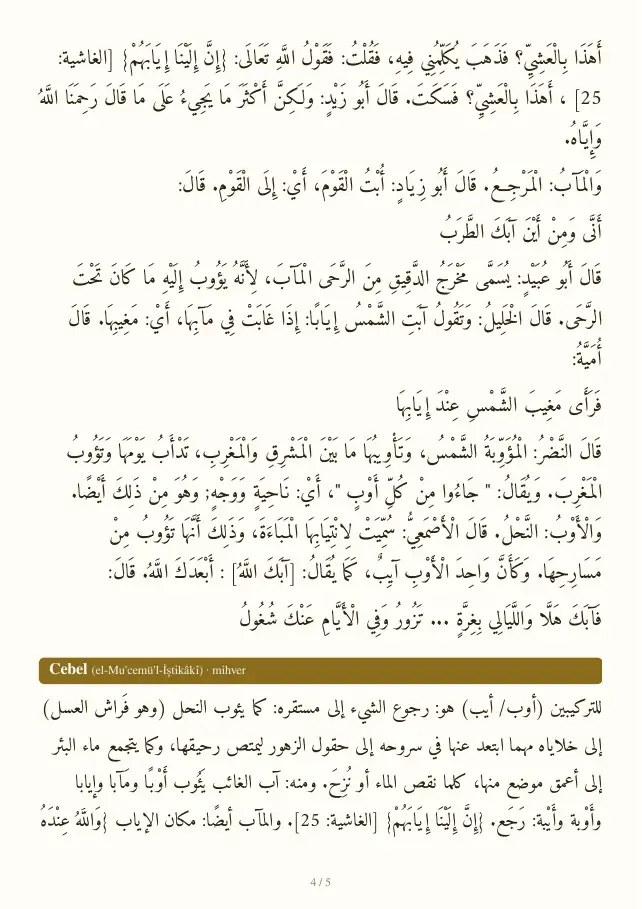 أَهَذَا بِالْعَشِيِّ؟ فَذَهَبَ يُكَلِّمُنِي فِيهِ، فَقُلْتُ: فَقَوْلُ اللَّهِ تَعَالَى: {إِنَّ إِلَيْنَا إِيَابَهُمْ} [الغاشية:
25] ، أَهَذَا بِالْعَشِيِّ؟ فَسَكَتَ. قَالَ أَبُو زَيْدٍ: وَلَكِنَّ أَكْثَرَ مَا يَجِيءُ عَلَى مَا قَالَ رَحِمَنَا اللَّهُ
وَإِيَّاهُ.
وَالْمَآبُ: الْمَرْجِعُ. قَالَ أَبُو زِيَادٍ: أُبْتُ الْقَوْمَ، أَيْ: إِلَى الْقَوْمِ. قَالَ:
أَنَّى وَمِنْ أَيْنَ آبَكَ الطَّرَبُ
قَالَ أَبُو عُبَيْدٍ: يُسَمَّى مَخْرَجُ الدَّقِيقِ مِنَ الرَّحَى الْمَآبَ، لِأَنَّهُ يَؤُوبُ إِلَيْهِ مَا كَانَ تَحْتَ
الرَّحَى. قَالَ الْخَلِيلُ: وَتَقُولُ آبَتِ الشَّمْسُ إِيَابًا: إِذَا غَابَتْ فِي مَآبِهَا، أَيْ: مَغِيبِهَا. قَالَ
أُمَيَّةُ:
فَرَأَى مَغِيبَ الشَّمْسِ عِنْدَ إِيَابِهَا
قَالَ النَّضْرُ: الْمُؤَوِّبَةُ الشَّمْسُ، وَتَأْوِيبُهَا مَا بَيْنَ الْمَشْرِقِ وَالْمَغْرِبِ، تَدْأَبُ يَوْمَهَا وَتَؤُوبُ
الْمَغْرِبَ. وَيُقَالُ: " جَاءُوا مِنْ كُلِّ أَوْبٍ "، أَيْ: نَاحِيَةٍ وَوَجْهٍ; وَهُوَ مِنْ ذَلِكَ أَيْضًا.
وَالْأَوْبُ: النَّحْلُ. قَالَ الْأَصْمَعِيُّ: سُمِّيَتْ لِانْتِيَابِهَا الْمَبَاءَةَ، وَذَلِكَ أَنَّهَا تَؤُوبُ مِنْ
مَسَارِحِهَا. وَكَأَنَّ وَاحِدَ الْأَوْبِ آيِبٌ، كَمَا يُقَالُ: [آبَكَ اللَّهُ] : أَبْعَدَكَ اللَّهُ. قَالَ:
فَآبَكَ هَلَّا وَاللَّيَالِي بِغِرَّةٍ ... تَزُورُ وَفِي الْأَيَّامِ عَنْكَ شُغُولُ
Cebel (el-Mu'cemü'l-İştikâkî) · mihver
للتركيبين (أوب/ أيب) هو: رجوع الشيء إلى مستقره: كما يئوب النحل (وهو فَراش العسل)
إلى خلاياه مهما ابتعد عنها في سروحه إلى حقول الزهور ليمتص رحيقها، وكما يتجمع ماء البئر
إلى أعمق موضع منها، كلما نقص الماء أو نُزِحَ. ومنه: آب الغائب يَئُوب أَوْبًا ومَآبا وإيابا
وأَوْبة وأَيْبة: رَجَع. {إِنَّ إِلَيْنَا إِيَابَهُمْ} [الغاشية: 25]. والمآب أيضًا: مكان الإياب {وَاللَّهُ عِنْدَهُ
4 / 5